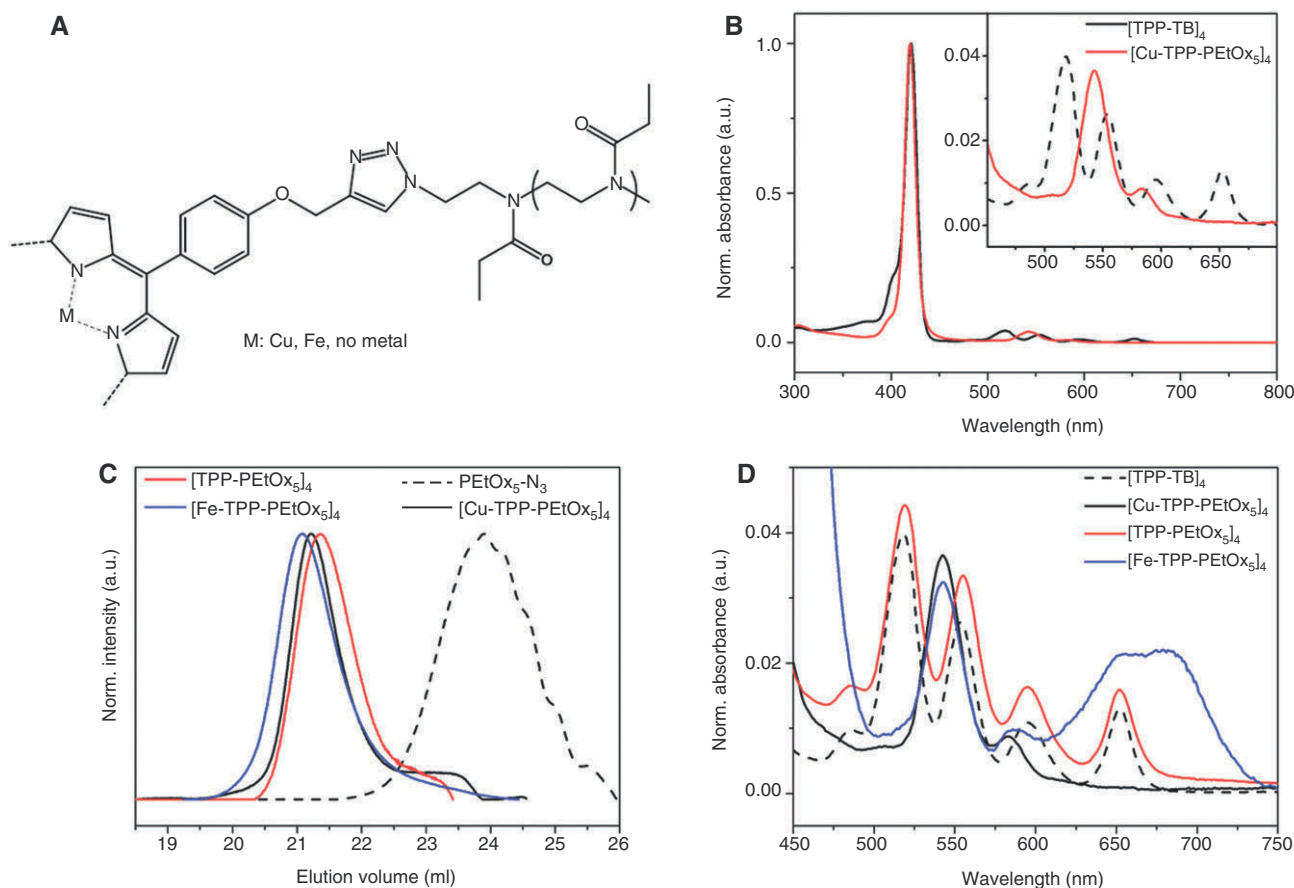 A
O
N
N
N
O
N
N
O
O
N
N
M
M: Cu, Fe, no metal
B
[TPP-TB]4
[Cu-TPP-PEtOx5]4
Norm. absorbance (a.u.)
1.0
0.5
0.0
0.04
0.02
0.00
500 550 600 650
300 400 500 600 700 800
Wavelength (nm)
C
[TPP-PEtOx5]4
[Fe-TPP-PEtOx5]4
PEtOx5-N3
[Cu-TPP-PEtOx5]4
Norm. intensity (a.u.)
19 20 21 22 23 24 25 26
Elution volume (ml)
D
[TPP-TB]4
[Cu-TPP-PEtOx5]4
[TPP-PEtOx5]4
[Fe-TPP-PEtOx5]4
Norm. absorbance (a.u.)
0.04
0.02
0.00
450 500 550 600 650 700 750
Wavelength (nm)